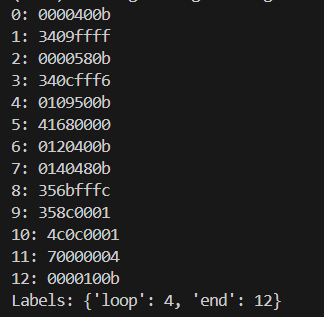 0: 0000400b
1: 3409ffff
2: 0000580b
3: 340cfff6
4: 0109500b
5: 41680000
6: 0120400b
7: 0140480b
8: 356bfffc
9: 358c0001
10: 4c0c0001
11: 70000004
12: 0000100b
Labels: {'loop': 4, 'end': 12}